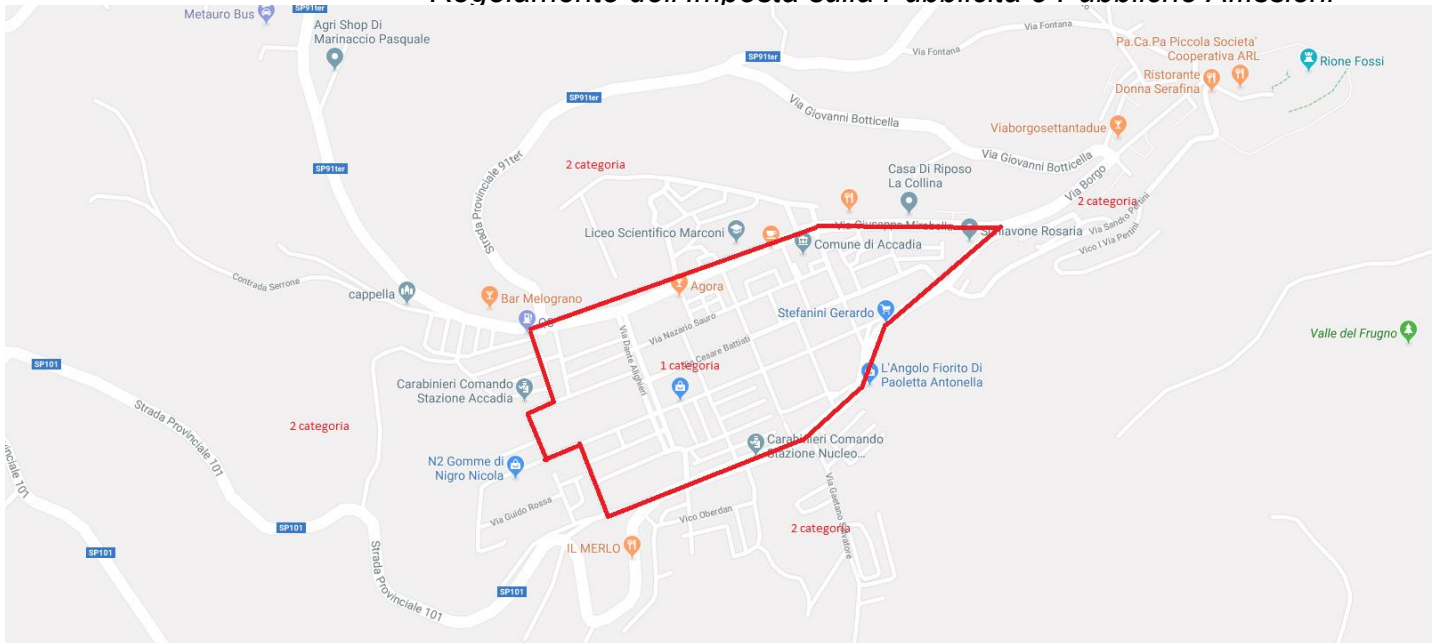 Regolamento dell'Imposta sulla Pubblicità e Pubbliche Affissioni
Metauro Bus
Agri Shop Di
Marinaccio Pasquale
SP91ter
Via Fontana
Via Fontana
Pa.Ca.Pa Piccola Societa'
Cooperativa ARL
Ristorante
Donna Serafina
Rione Fossi
SP91ter
SP91ter
Via Giovanni Botticella
Viaborgosettantadue
Via Giovanni Botticella
SP91ter
Strada Provinciale 91ter
2 categoria
Casa Di Riposo
La Collina
Via Borgo
2 categoria
Via Sandro Pertini
Vico I Via Pertini
Liceo Scientifico Marconi
Via Giuseppe Mirabella
Schiavone Rosaria
Comune di Accadia
Contrada Serrone
cappella
Bar Melograno
Agora
Q8
Stefanini Gerardo
Via Nazario Sauro
Via Dante Alighieri
Via Cesare Battisti
Valle del Frugno
1 categoria
SP101
L'Angolo Fiorito Di
Paoletta Antonella
Carabinieri Comando
Stazione Accadia
Strada Provinciale 101
2 categoria
Carabinieri Comando
Stazione Nucleo...
N2 Gomme di
Nigro Nicola
Via Guido Rossa
Vico Oberdan
Via Gaetano Salvatore
2 categoria
SP101
IL MERLO
SP101
Strada Provinciale 101
SP101